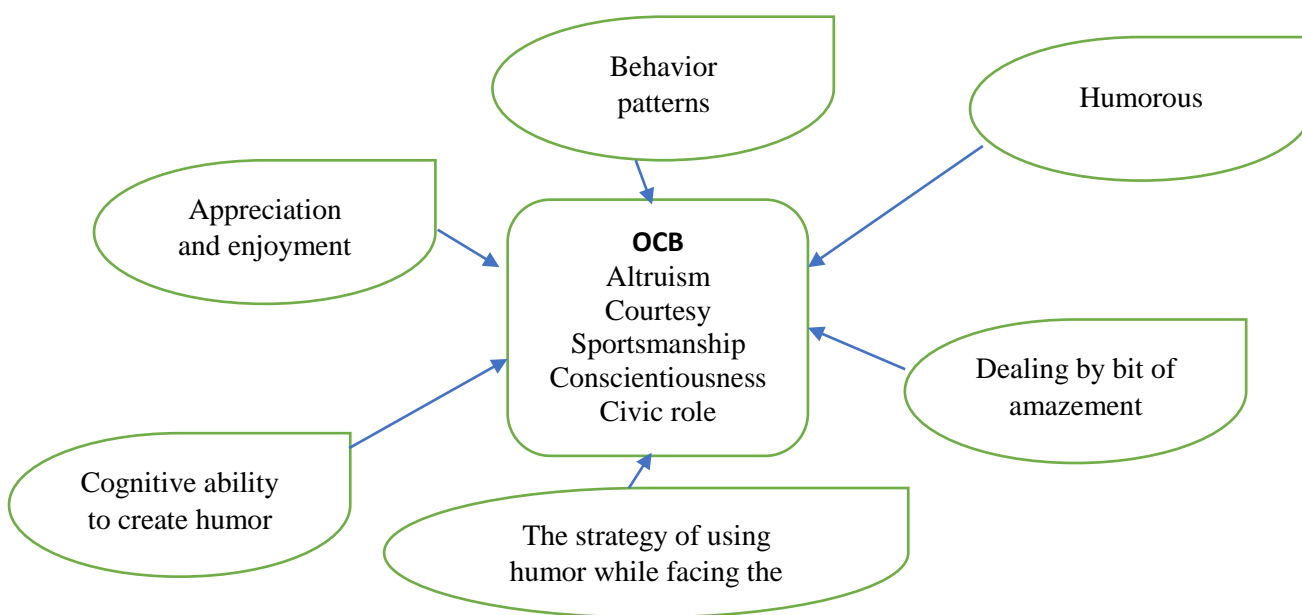 Behavior
patterns
Humorous
Appreciation
and enjoyment
OCB
Altruism
Courtesy
Sportsmanship
Conscientiousness
Civic role
Dealing by bit of
amazement
Cognitive ability
to create humor
The strategy of using
humor while facing the